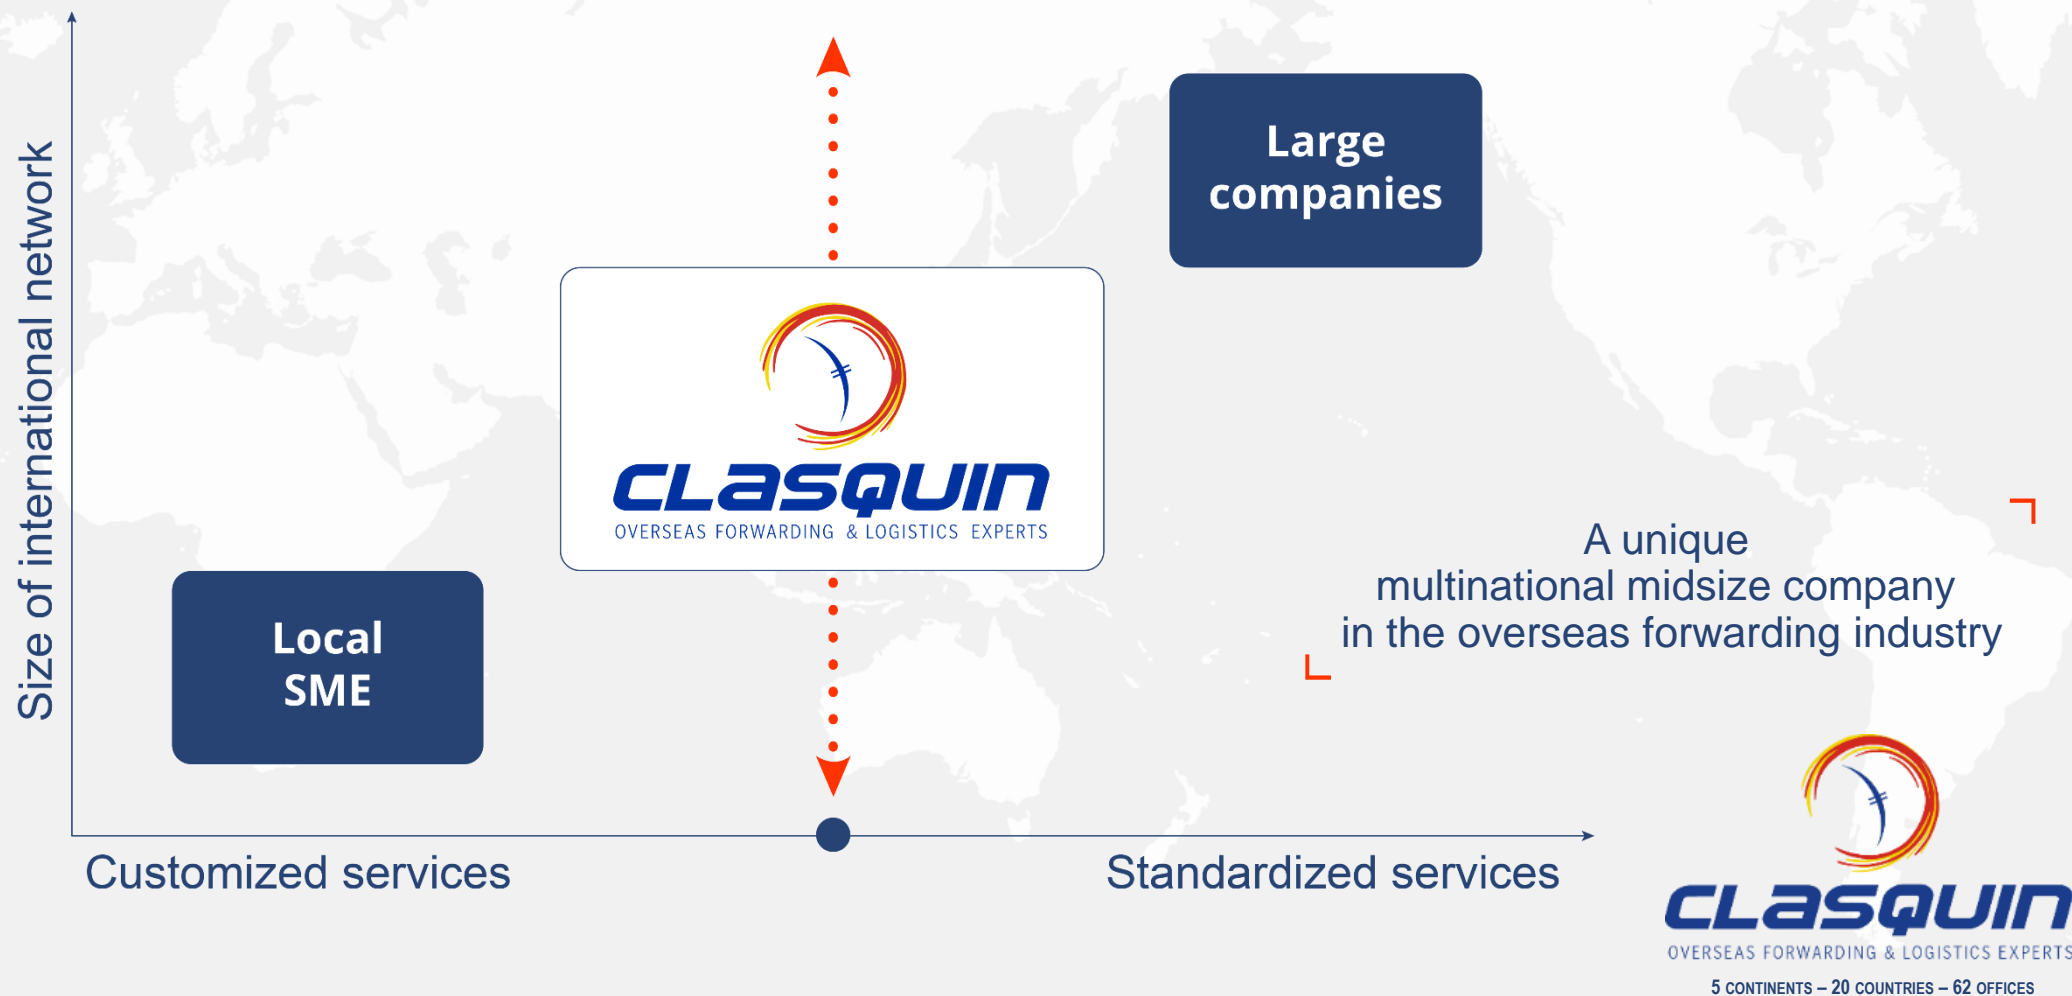 Size of international network
Large
companies
CLASQUIN
OVERSEAS FORWARDING & LOGISTICS EXPERTS
A unique
multinational midsize company
in the overseas forwarding industry
Local
SME
Customized services
Standardized services
CLASQUIN
OVERSEAS FORWARDING & LOGISTICS EXPERTS
5 CONTINENTS – 20 COUNTRIES – 62 OFFICES